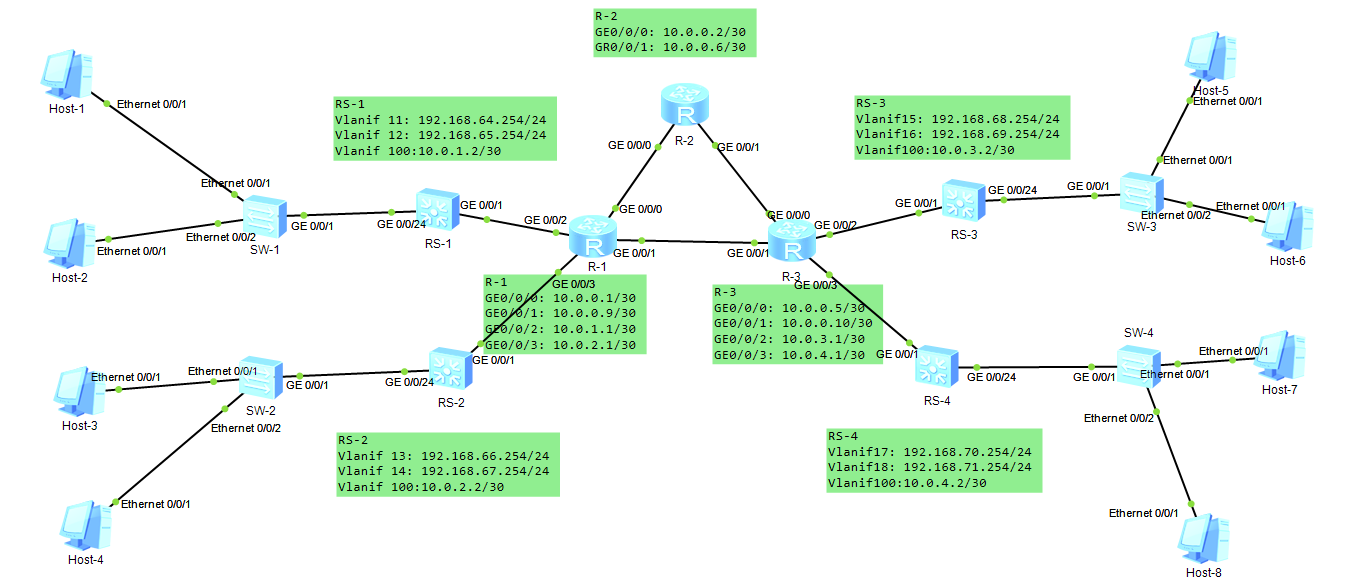 R-2
GE0/0/0: 10.0.0.2/30
GR0/0/1: 10.0.0.6/30
Host-1
Ethernet 0/0/1
RS-1
Vlanif 11: 192.168.64.254/24
Vlanif 12: 192.168.65.254/24
Vlanif 100:10.0.1.2/30
R-2
GE 0/0/0
GE 0/0/1
RS-3
Vlanif15: 192.168.68.254/24
Vlanif16: 192.168.69.254/24
Vlanif100:10.0.3.2/30
Host-5
Ethernet 0/0/1
Ethernet 0/0/1
Ethernet 0/0/1
Ethernet 0/0/2
Ethernet 0/0/1
Host-2
SW-1
GE 0/0/1
GE 0/0/24
RS-1
GE 0/0/1
GE 0/0/2
GE 0/0/0
GE 0/0/1
R-1
GE 0/0/3
GE 0/0/0
GE 0/0/1
GE 0/0/2
R-3
GE 0/0/3
GE 0/0/1
GE 0/0/24
RS-3
GE 0/0/1
Ethernet 0/0/2
SW-3
Ethernet 0/0/1
Host-6
R-1
GE0/0/0: 10.0.0.1/30
GE0/0/1: 10.0.0.9/30
GE0/0/2: 10.0.1.1/30
GE0/0/3: 10.0.2.1/30
R-3
GE0/0/0: 10.0.0.5/30
GE0/0/1: 10.0.0.10/30
GE0/0/2: 10.0.3.1/30
GE0/0/3: 10.0.4.1/30
Ethernet 0/0/1
Host-3
Ethernet 0/0/1
SW-2
Ethernet 0/0/2
GE 0/0/1
GE 0/0/24
RS-2
GE 0/0/1
GE 0/0/1
RS-4
GE 0/0/24
GE 0/0/1
SW-4
Ethernet 0/0/1
Ethernet 0/0/1
Host-7
Ethernet 0/0/2
RS-2
Vlanif 13: 192.168.66.254/24
Vlanif 14: 192.168.67.254/24
Vlanif 100:10.0.2.2/30
RS-4
Vlanif17: 192.168.70.254/24
Vlanif18: 192.168.71.254/24
Vlanif100:10.0.4.2/30
Ethernet 0/0/1
Host-4
Ethernet 0/0/1
Host-8